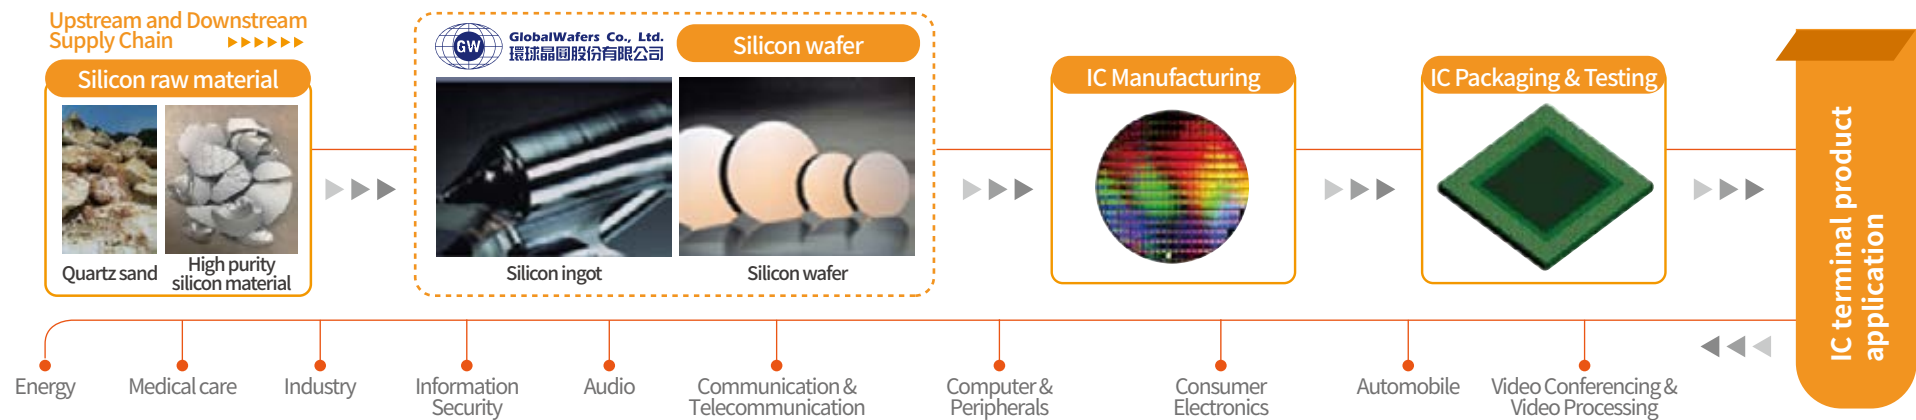 Upstream and Downstream
Supply Chain
Silicon raw material
Quartz sand
High purity
silicon material
GW
GlobalWafers Co., Ltd.
環球晶圓股份有限公司
Silicon wafer
Silicon ingot
Silicon wafer
IC Manufacturing
IC Packaging & Testing
IC terminal product
application
Energy
Medical care
Industry
Information
Security
Audio
Communication &
Telecommunication
Computer &
Peripherals
Consumer
Electronics
Automobile
Video Conferencing &
Video Processing